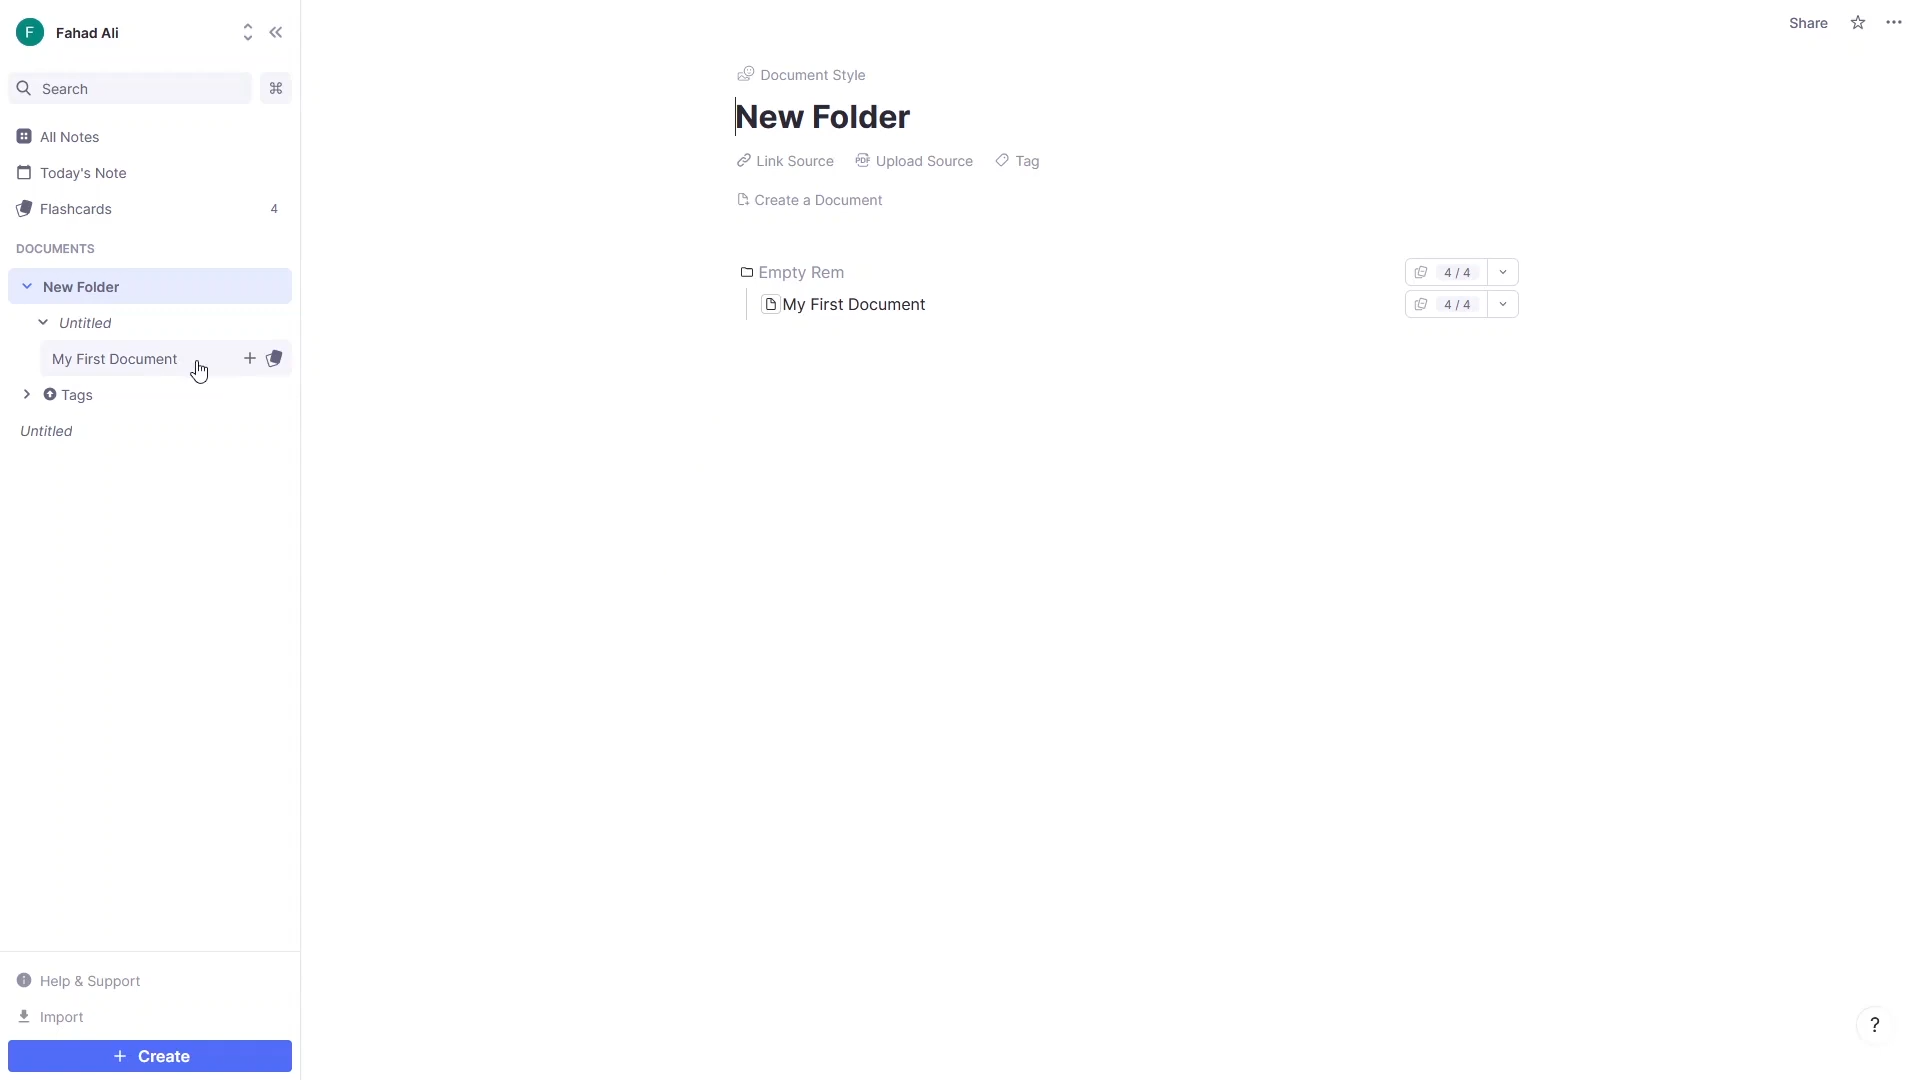 F Fahad Ali
Search
All Notes
Today's Note
Flashcards 4
DOCUMENTS
New Folder
Untitled
My First Document
Tags
Untitled
Help & Support
Import
+ Create
Share
Document Style
New Folder
Link Source PDF Upload Source Tag
Create a Document
Empty Rem 4 / 4
My First Document 4 / 4
?